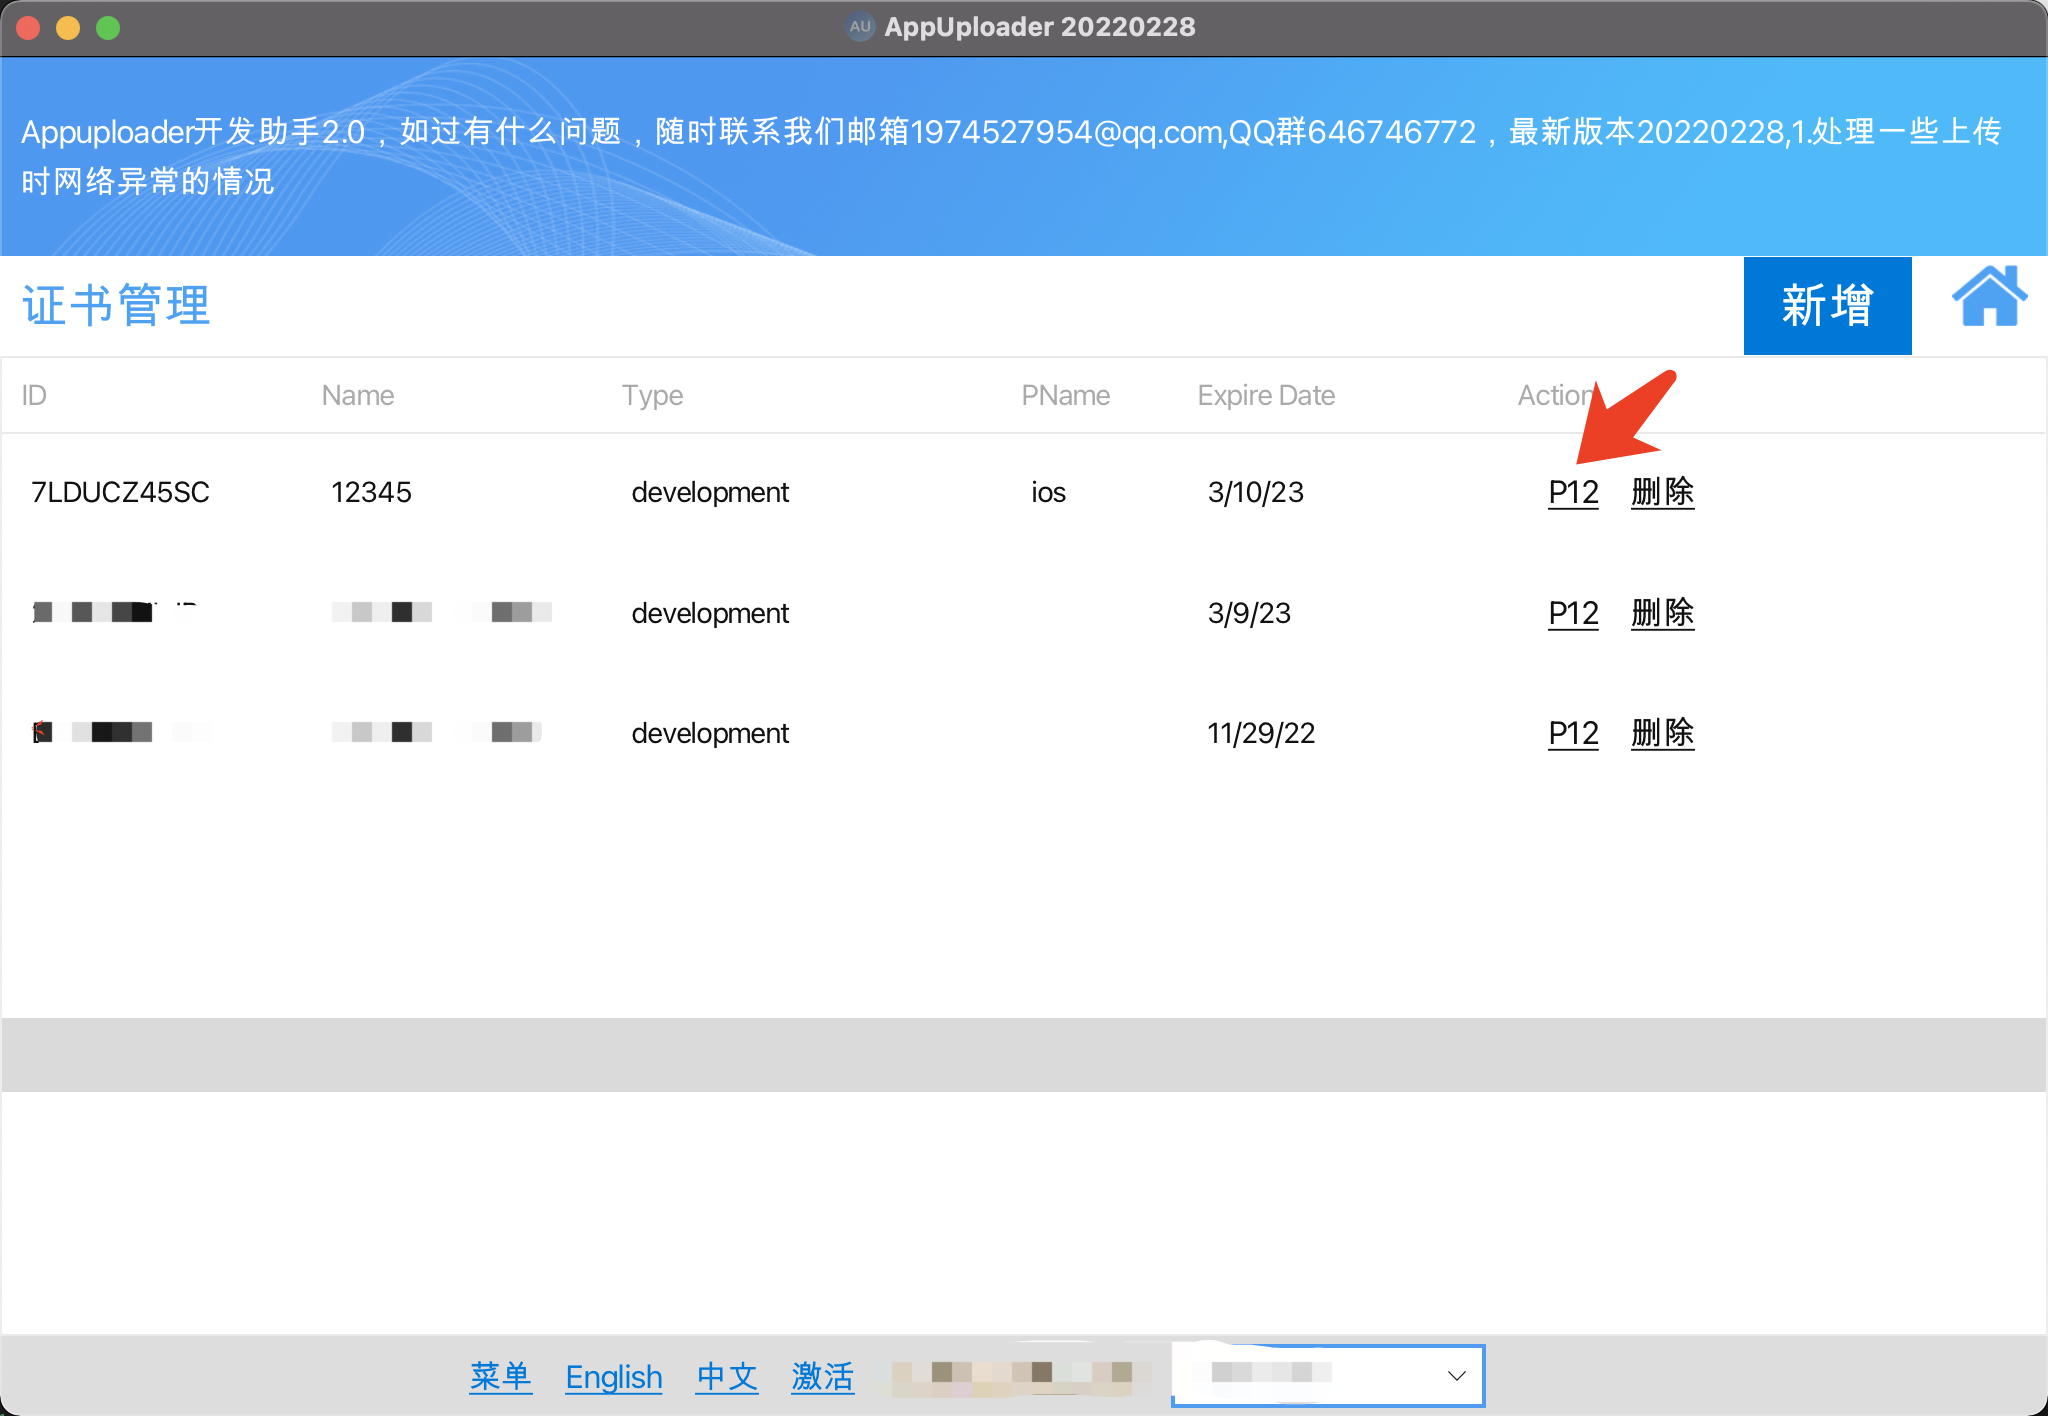 AU AppUploader 20220228
Appuploader开发助手2.0，如过有什么问题，随时联系我们邮箱1974527954@qq.com,QQ群646746772，最新版本20220228,1.处理一些上传
时网络异常的情况
证书管理 新增
ID Name Type PName Expire Date Action
7LDUCZ45SC 12345 development ios 3/10/23 P12 删除
development 3/9/23 P12 删除
development 11/29/22 P12 删除
菜单 English 中文 激活